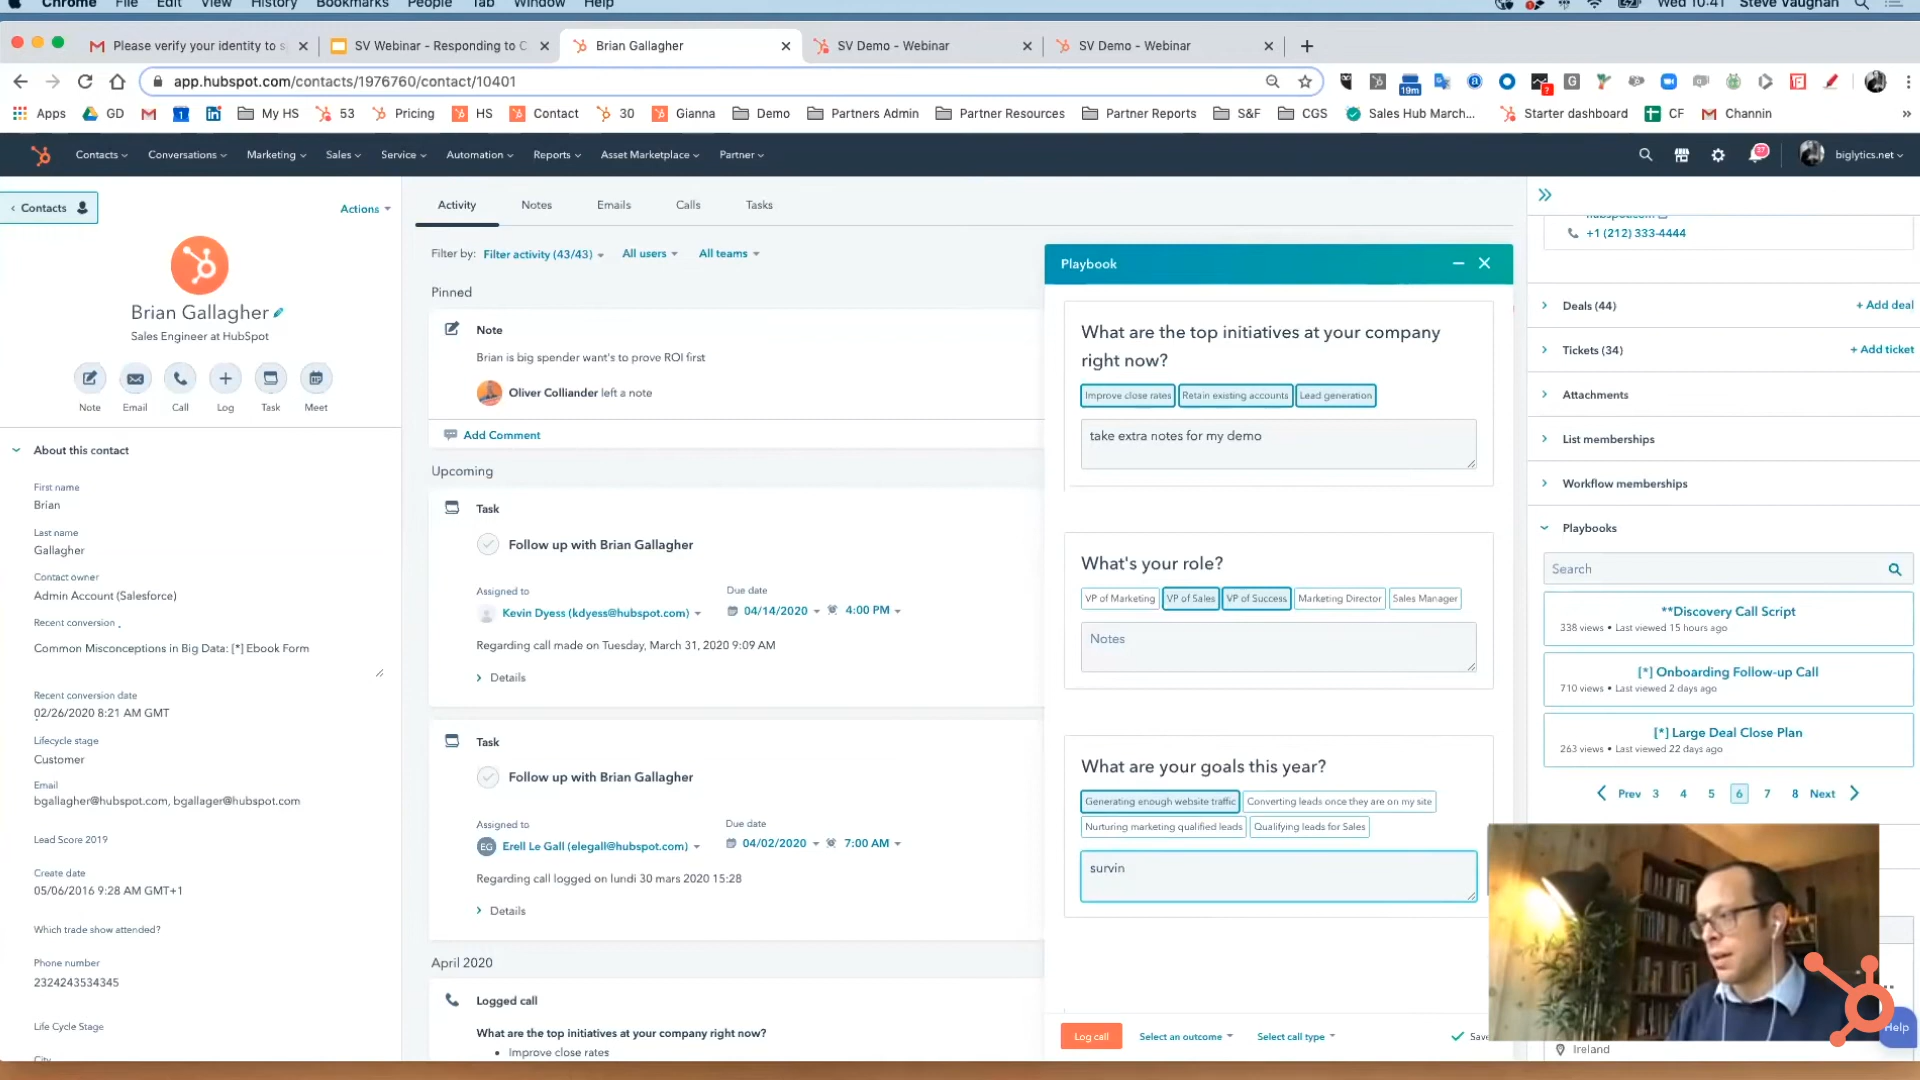 Chrome File Edit View History Bookmarks People Tab Window Help Wed 10:41 Steve Vaughan
Please verify your identity to s SV Webinar - Responding to C Brian Gallagher SV Demo - Webinar SV Demo - Webinar
app.hubspot.com/contacts/1976760/contact/10401 19m
Apps GD My HS 53 Pricing HS Contact 30 Gianna Demo Partners Admin Partner Resources Partner Reports S&F CGS Sales Hub March... Starter dashboard CF Channin
Contacts Conversations Marketing Sales Service Automation Reports Asset Marketplace Partner 37 biglytics.net
Contacts
Actions
Brian Gallagher
Sales Engineer at HubSpot
Note Email Call Log Task Meet
About this contact
First name
Brian
Last name
Gallagher
Contact owner
Admin Account (Salesforce)
Recent conversion
Common Misconceptions in Big Data: [*] Ebook Form
Recent conversion date
02/26/2020 8:21 AM GMT
Lifecycle stage
Customer
Email
bgallagher@hubspot.com, bgallager@hubspot.com
Lead Score 2019
Create date
05/06/2016 9:28 AM GMT+1
Which trade show attended?
Phone number
2324243534345
Life Cycle Stage
City
Activity Notes Emails Calls Tasks
Filter by: Filter activity (43/43) All users All teams
Pinned
Note
Brian is big spender want's to prove ROI first
Oliver Colliander left a note
Add Comment
Upcoming
Task
Follow up with Brian Gallagher
Assigned to Due date
Kevin Dyess (kdyess@hubspot.com) 04/14/2020 4:00 PM
Regarding call made on Tuesday, March 31, 2020 9:09 AM
Details
Task
Follow up with Brian Gallagher
Assigned to Due date
EG Erell Le Gall (elegall@hubspot.com) 04/02/2020 7:00 AM
Regarding call logged on lundi 30 mars 2020 15:28
Details
April 2020
Logged call
What are the top initiatives at your company right now?
• Improve close rates
Playbook
What are the top initiatives at your company
right now?
Improve close rates Retain existing accounts Lead generation
take extra notes for my demo
What's your role?
VP of Marketing VP of Sales VP of Success Marketing Director Sales Manager
Notes
What are your goals this year?
Generating enough website traffic Converting leads once they are on my site
Nurturing marketing qualified leads Qualifying leads for Sales
survin
Log call Select an outcome Select call type Save
hubspot.com
+1 (212) 333-4444
Deals (44) + Add deal
Tickets (34) + Add ticket
Attachments
List memberships
Workflow memberships
Playbooks
Search
**Discovery Call Script
338 views • Last viewed 15 hours ago
[*] Onboarding Follow-up Call
710 views • Last viewed 2 days ago
[*] Large Deal Close Plan
263 views • Last viewed 22 days ago
Prev 3 4 5 6 7 8 Next
Help
Ireland